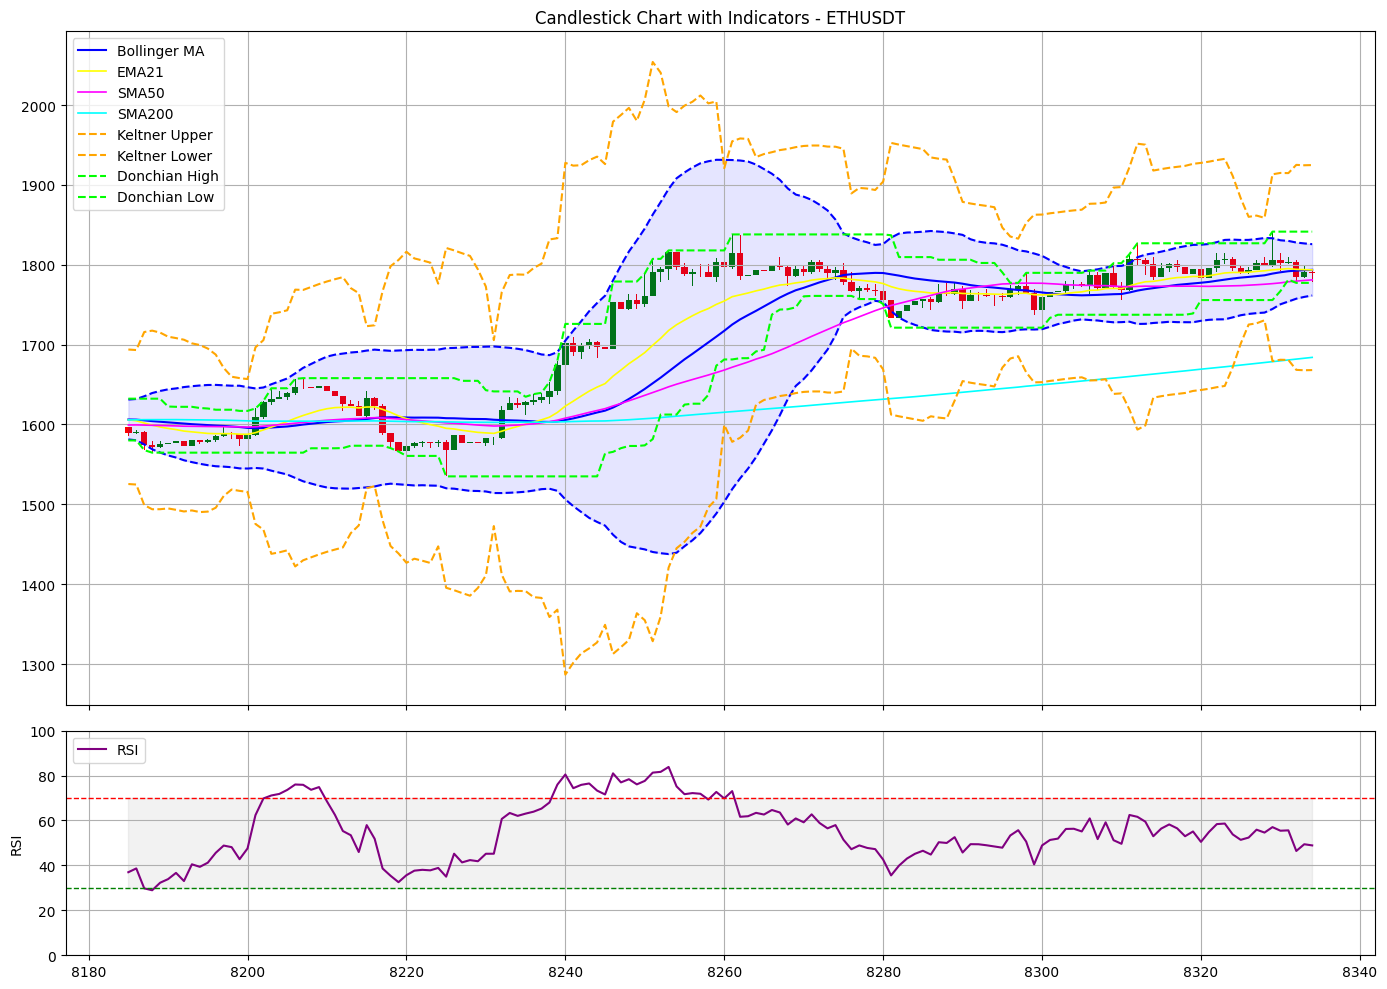 Candlestick Chart with Indicators - ETHUSDT
Bollinger MA
EMA21
SMA50
SMA200
Keltner Upper
Keltner Lower
Donchian High
Donchian Low
2000
1900
1800
1700
1600
1500
1400
1300
RSI
100
80
60
40
20
0
RSI
8180
8200
8220
8240
8260
8280
8300
8320
8340